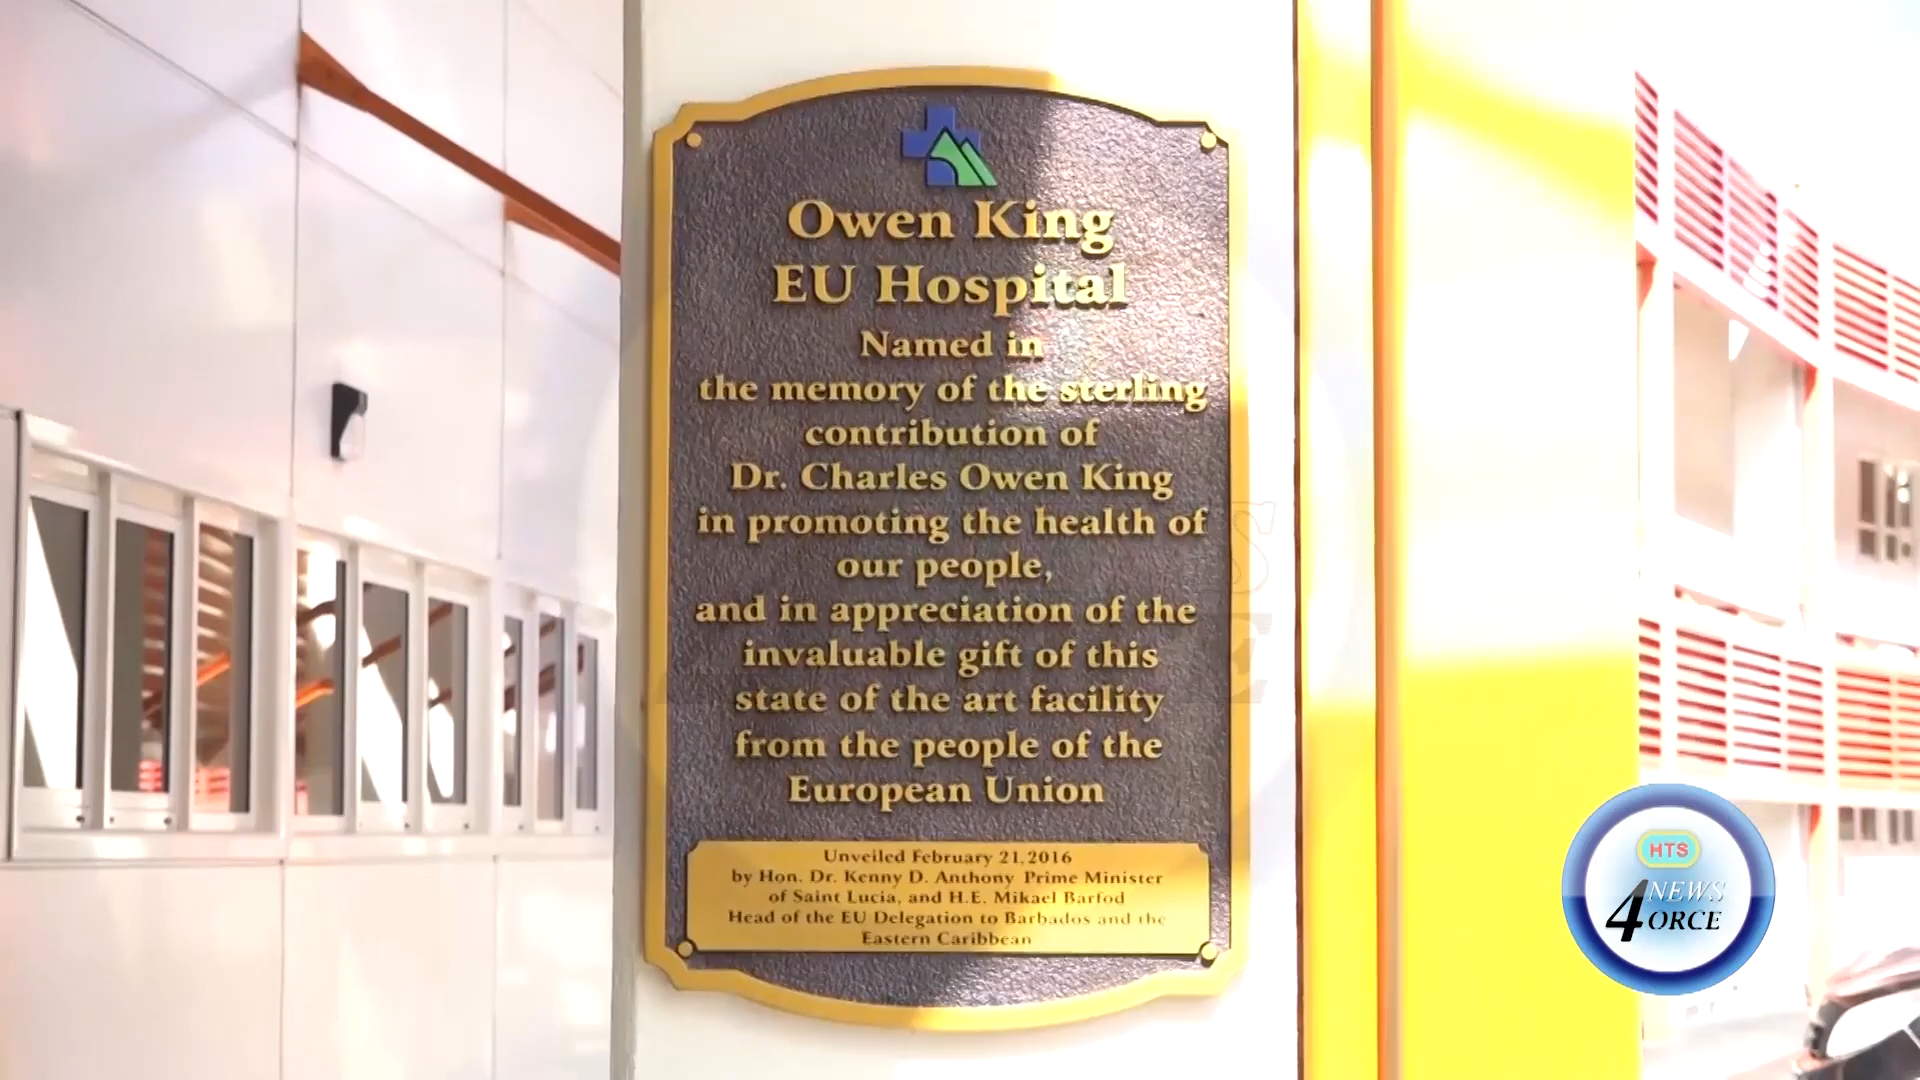 Owen King
EU Hospital
Named in
the memory of the sterling
contribution of
Dr. Charles Owen King
in promoting the health of
our people,
and in appreciation of the
invaluable gift of this
state of the art facility
from the people of the
European Union
Unveiled February 21, 2016
by Hon. Dr. Kenny D. Anthony Prime Minister
of Saint Lucia, and H.E. Mikael Barfod
Head of the EU Delegation to Barbados and the
Eastern Caribbean
HTS
NEWS
4ORCE